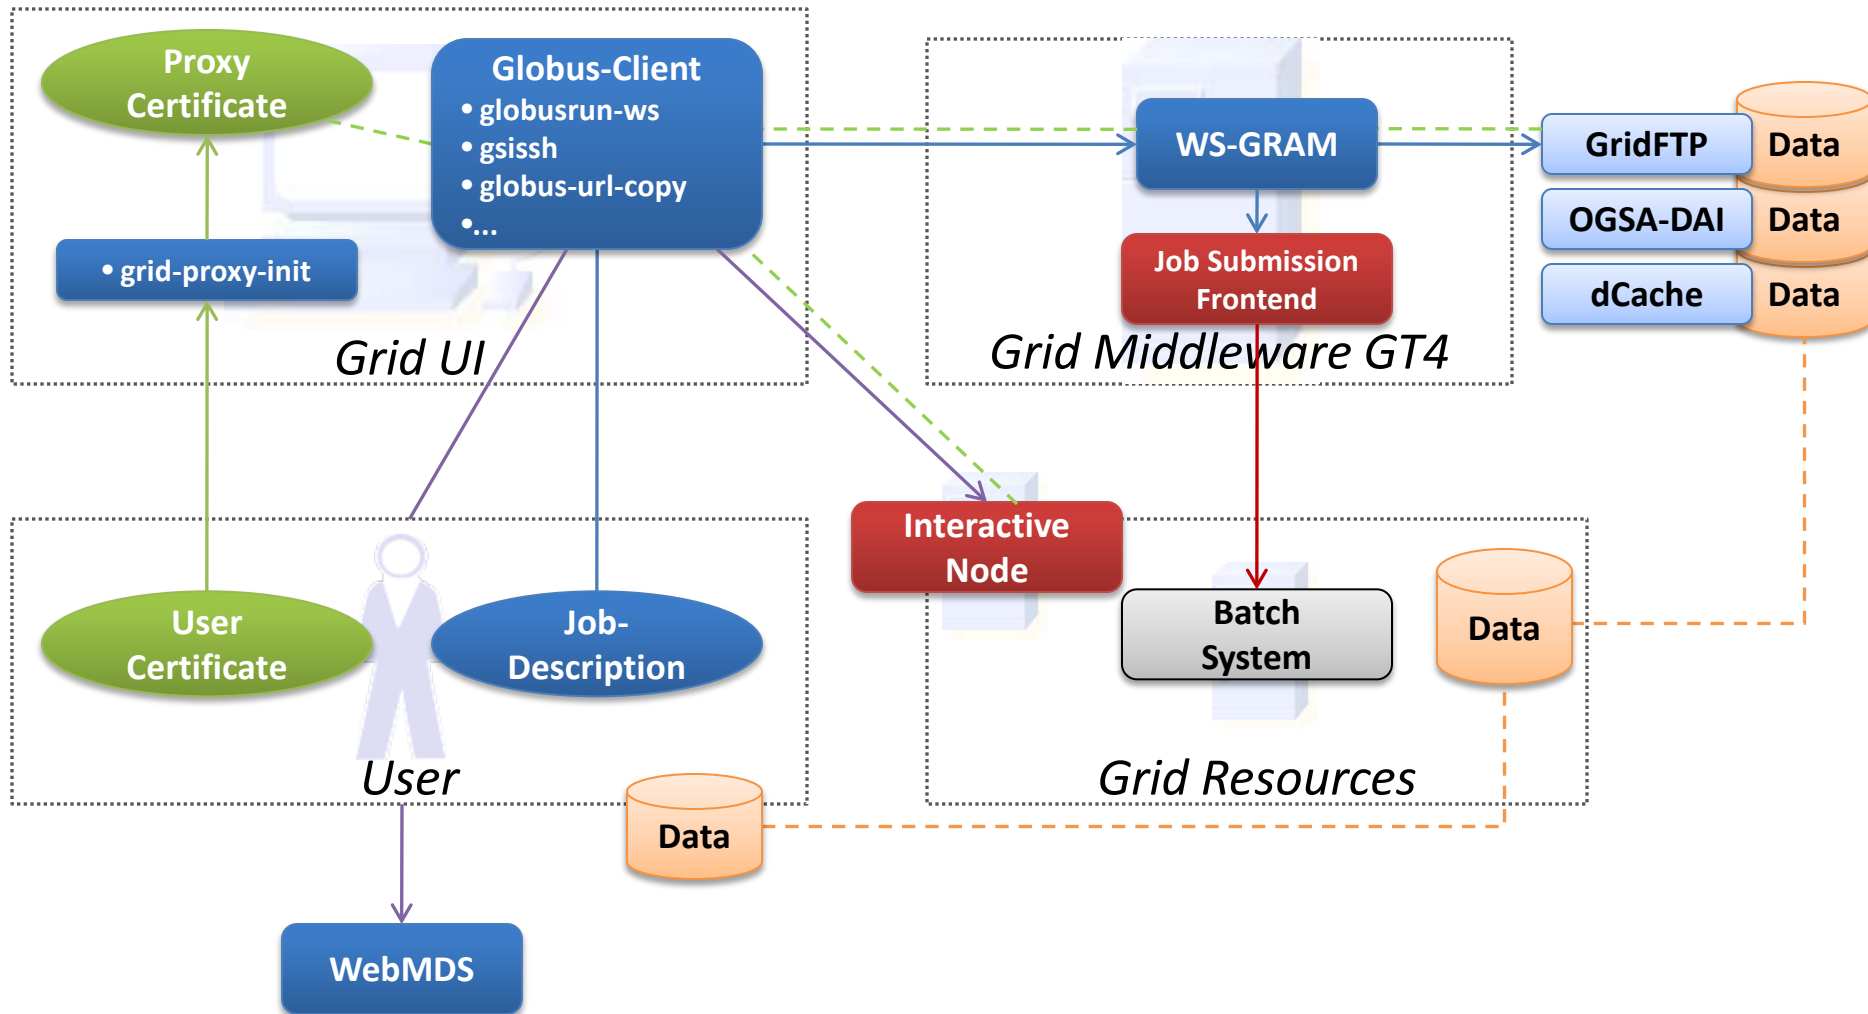 Proxy
Certificate
Globus-Client
• globusrun-ws
• gsissh
• globus-url-copy
•...
• grid-proxy-init
Grid UI
WS-GRAM
Job Submission
Frontend
Grid Middleware GT4
GridFTP
Data
OGSA-DAI
Data
dCache
Data
User
Certificate
Job-
Description
User
Interactive
Node
Batch
System
Data
Grid Resources
Data
WebMDS